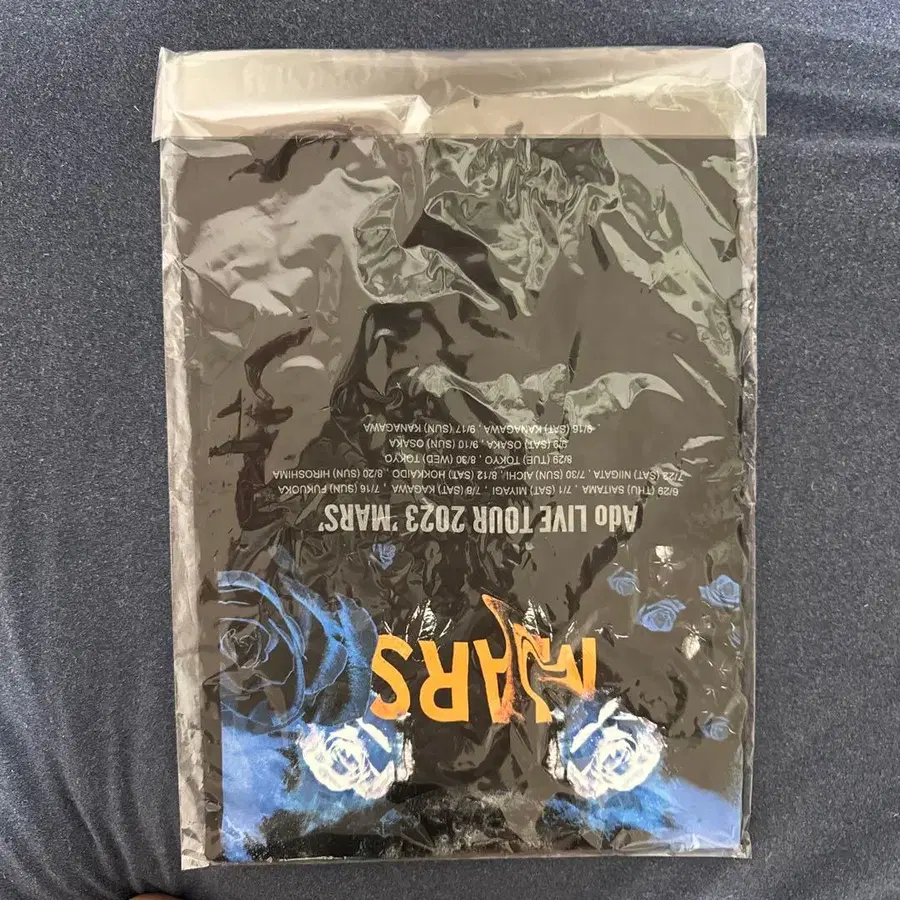 MARS
Ado LIVE TOUR 2023 'MARS'
6/29 (THU) SAITAMA , 7/1 (SAT) MIYAGI , 7/8 (SAT) KAGAWA , 7/16 (SUN) FUKUOKA
7/22 (SAT) NIIGATA , 7/30 (SUN) AICHI , 8/12 (SAT) HOKKAIDO , 8/20 (SUN) HIROSHIMA
8/29 (TUE) TOKYO , 8/30 (WED) TOKYO
9/9 (SAT) OSAKA , 9/10 (SUN) OSAKA
9/16 (SAT) KANAGAWA , 9/17 (SUN) KANAGAWA